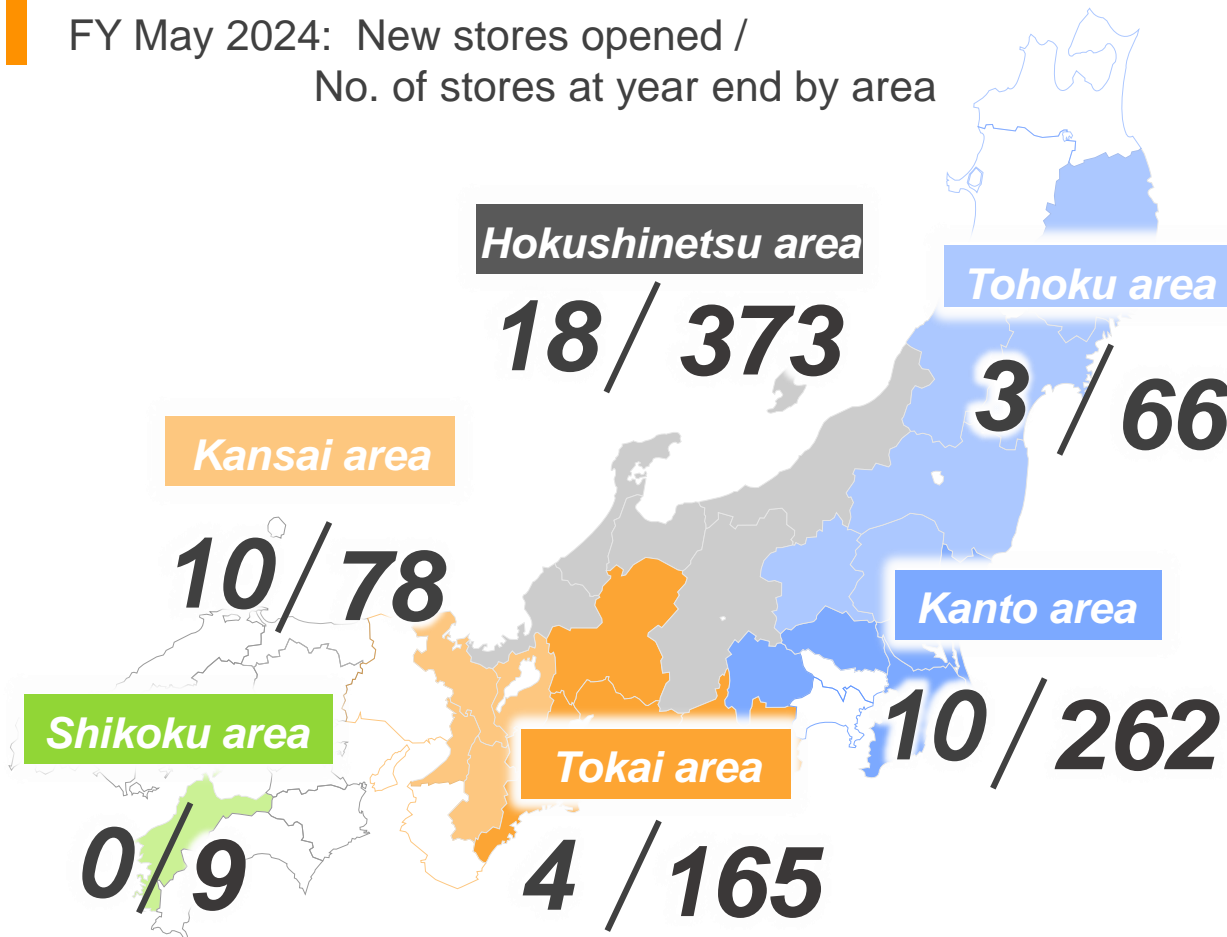 FY May 2024: New stores opened /
No. of stores at year end by area
Hokushinetsu area
18 / 373
Tohoku area
3 / 66
Kansai area
10 / 78
Kanto area
10 / 262
Shikoku area
0/9
Tokai area
4 / 165